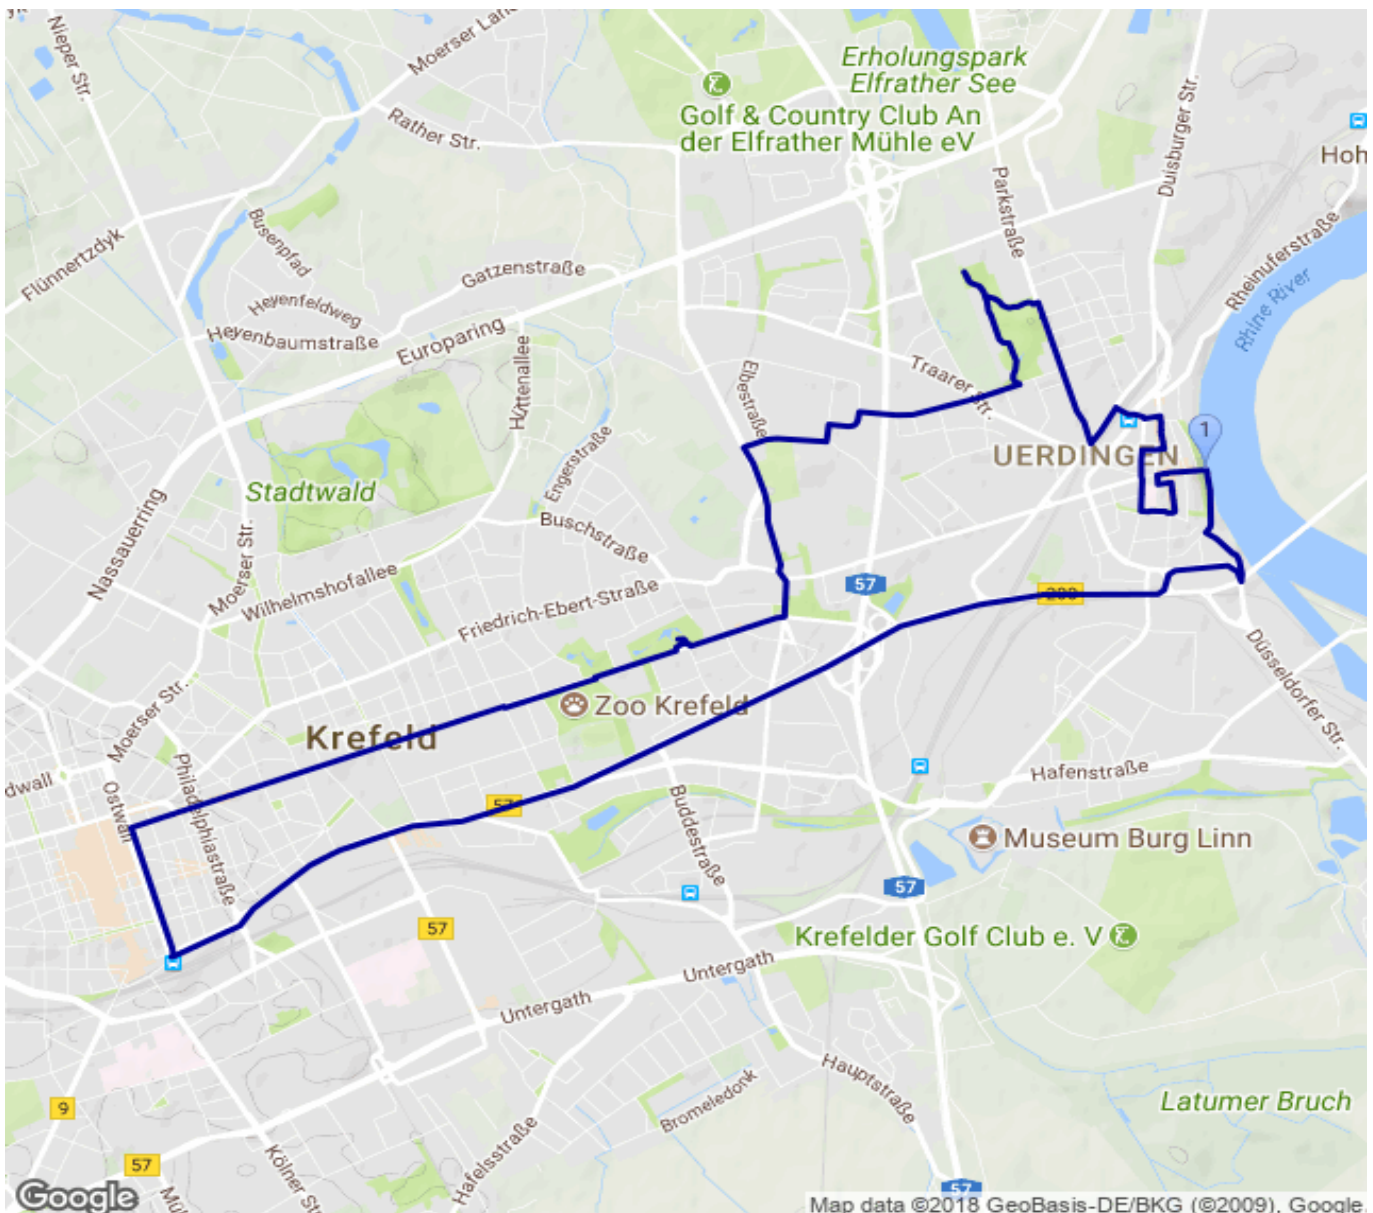 Nieper Str.
Moerser Lan
Erholungspark
Elfrather See
Golf & Country Club An
der Elfrather Mühle eV
Rather Str.
Duisburger Str.
Hoh
Parkstraße
Busenpfad
Flünnertzdyk
Gatzenstraße
Rheinuferstraße
Rhine River
Heyenfeldweg
Heyenbaumstraße
Europaring
Hüttenallee
Elbestraße
Traarer Str.
1
UERDINGEN
Engerstraße
Stadtwald
Nassauerring
Buschstraße
Moerser Str.
Wilhelmshofallee
Friedrich-Ebert-Straße
57
Düsseldorfer Str.
Moerser Str.
Zoo Krefeld
Krefeld
dwall
Ostwall
Philadelphiastraße
57
Hafenstraße
Buddestraße
Museum Burg Linn
57
57
Krefelder Golf Club e. V
Untergath
Untergath
Hauptstraße
Bromeledonk
Latumer Bruch
9
57
Kölner St
Hafelsstraße
57
Google
Map data ©2018 GeoBasis-DE/BKG (©2009), Google